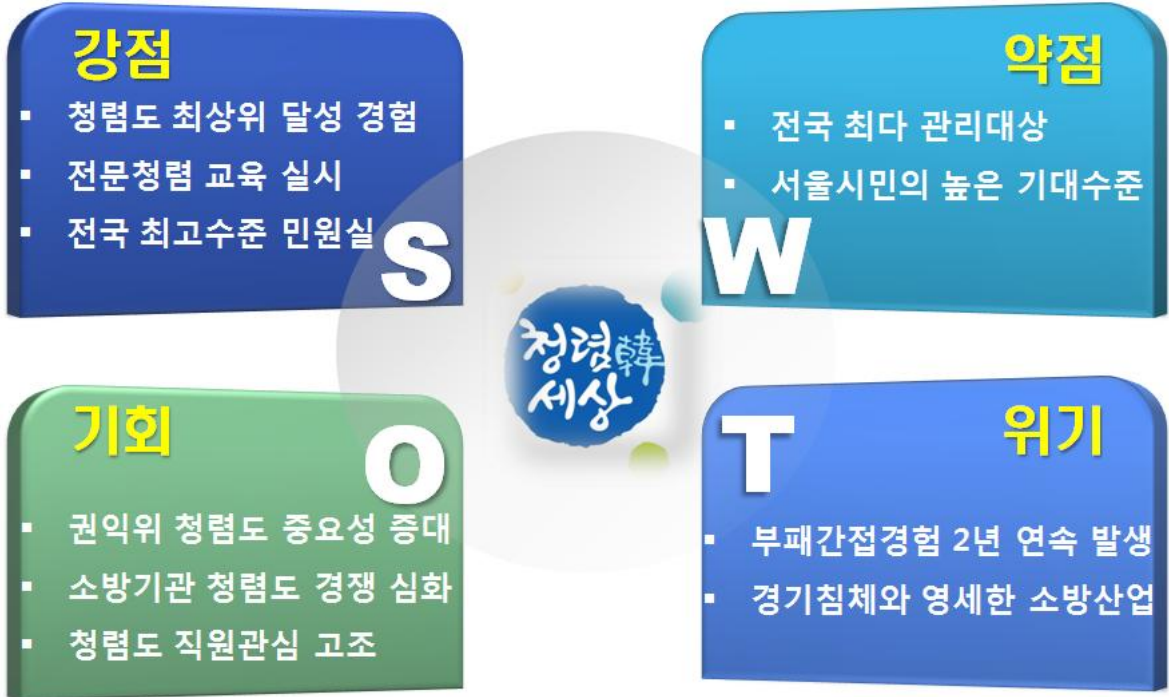 강점
▪ 청렴도 최상위 달성 경험
▪ 전문청렴 교육 실시
▪ 전국 최고수준 민원실
S
약점
▪ 전국 최다 관리대상
▪ 서울시민의 높은 기대수준
W
청렴韓
세상
기회
O
▪ 권익위 청렴도 중요성 증대
▪ 소방기관 청렴도 경쟁 심화
▪ 청렴도 직원관심 고조
위기
T
▪ 부패간접경험 2년 연속 발생
▪ 경기침체와 영세한 소방산업